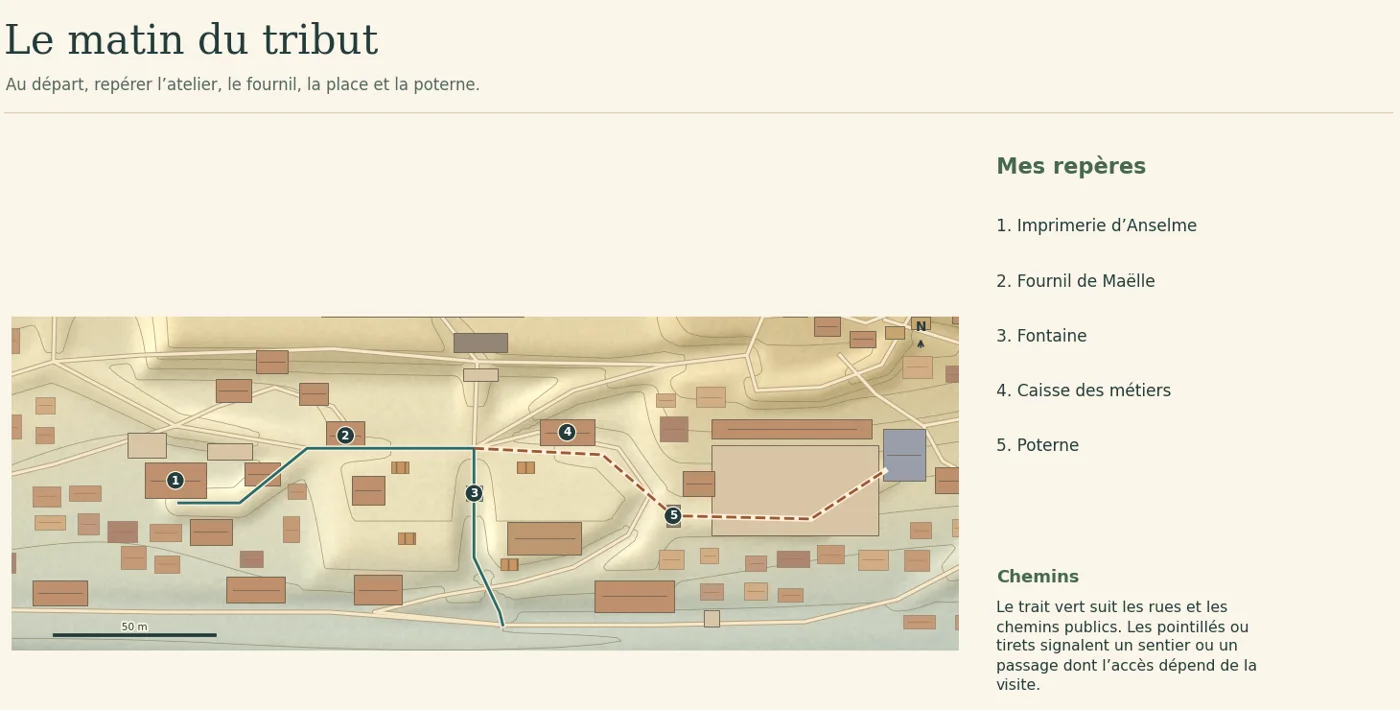 Le matin du tribut
Au départ, repérer l’atelier, le fournil, la place et la poterne.
Mes repères
1. Imprimerie d’Anselme
2. Fournil de Maëlle
3. Fontaine
4. Caisse des métiers
5. Poterne
N
1
2
3
4
5
50 m
Chemins
Le trait vert suit les rues et les
chemins publics. Les pointillés ou
tirets signalent un sentier ou un
passage dont l’accès dépend de la
visite.